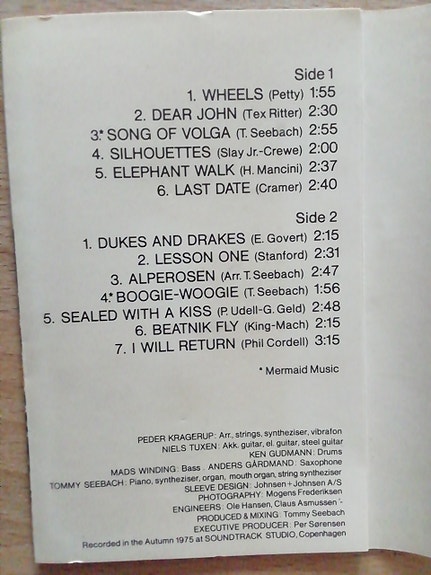 Side 1
1. WHEELS (Petty) 1:55
2. DEAR JOHN (Tex Ritter) 2:30
3.* SONG OF VOLGA (T. Seebach) 2:55
4. SILHOUETTES (Slay Jr.-Crewe) 2:00
5. ELEPHANT WALK (H. Mancini) 2:37
6. LAST DATE (Cramer) 2:40
Side 2
1. DUKES AND DRAKES (E. Govert) 2:15
2. LESSON ONE (Stanford) 2:31
3. ALPEROSEN (Arr. T. Seebach) 2:47
4.* BOOGIE-WOOGIE (T. Seebach) 1:56
5. SEALED WITH A KISS (P. Udell-G. Geld) 2:48
6. BEATNIK FLY (King-Mach) 2:15
7. I WILL RETURN (Phil Cordell) 3:15
* Mermaid Music
PEDER KRAGERUP: Arr., strings, syntheziser, vibrafon
NIELS TUXEN: Akk. guitar, el. guitar, steel guitar
KEN GUDMANN: Drums
MADS WINDING: Bass . ANDERS GÅRDMAND: Saxophone
TOMMY SEEBACH: Piano, syntheziser, organ, mouth organ, string syntheziser
SLEEVE DESIGN: Johnsen+Johnsen A/S
PHOTOGRAPHY: Mogens Frederiksen
ENGINEERS: Ole Hansen, Claus Asmussen
PRODUCED & MIXING: Tommy Seebach
EXECUTIVE PRODUCER: Per Sørensen
Recorded in the Autumn 1975 at SOUNDTRACK STUDIO, Copenhagen